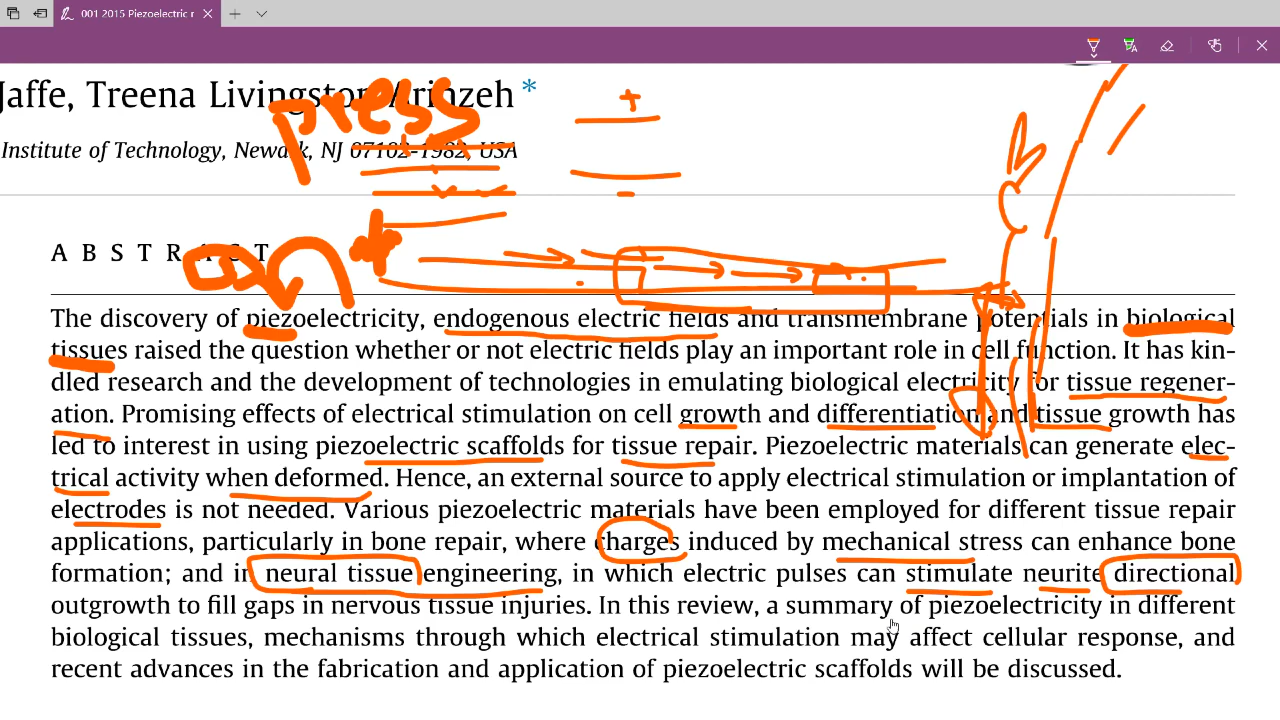 001 2015 Piezoelectric r
Jaffe, Treena Livingston Arinzeh *
press
+
Institute of Technology, Newark, NJ 07102-1982, USA
-
A B S T R A C T
The discovery of piezoelectricity, endogenous electric fields and transmembrane potentials in biological
tissues raised the question whether or not electric fields play an important role in cell function. It has kin-
dled research and the development of technologies in emulating biological electricity for tissue regener-
ation. Promising effects of electrical stimulation on cell growth and differentiation and tissue growth has
led to interest in using piezoelectric scaffolds for tissue repair. Piezoelectric materials can generate elec-
trical activity when deformed. Hence, an external source to apply electrical stimulation or implantation of
electrodes is not needed. Various piezoelectric materials have been employed for different tissue repair
applications, particularly in bone repair, where charges induced by mechanical stress can enhance bone
formation; and in neural tissue engineering, in which electric pulses can stimulate neurite directional
outgrowth to fill gaps in nervous tissue injuries. In this review, a summary of piezoelectricity in different
biological tissues, mechanisms through which electrical stimulation may affect cellular response, and
recent advances in the fabrication and application of piezoelectric scaffolds will be discussed.